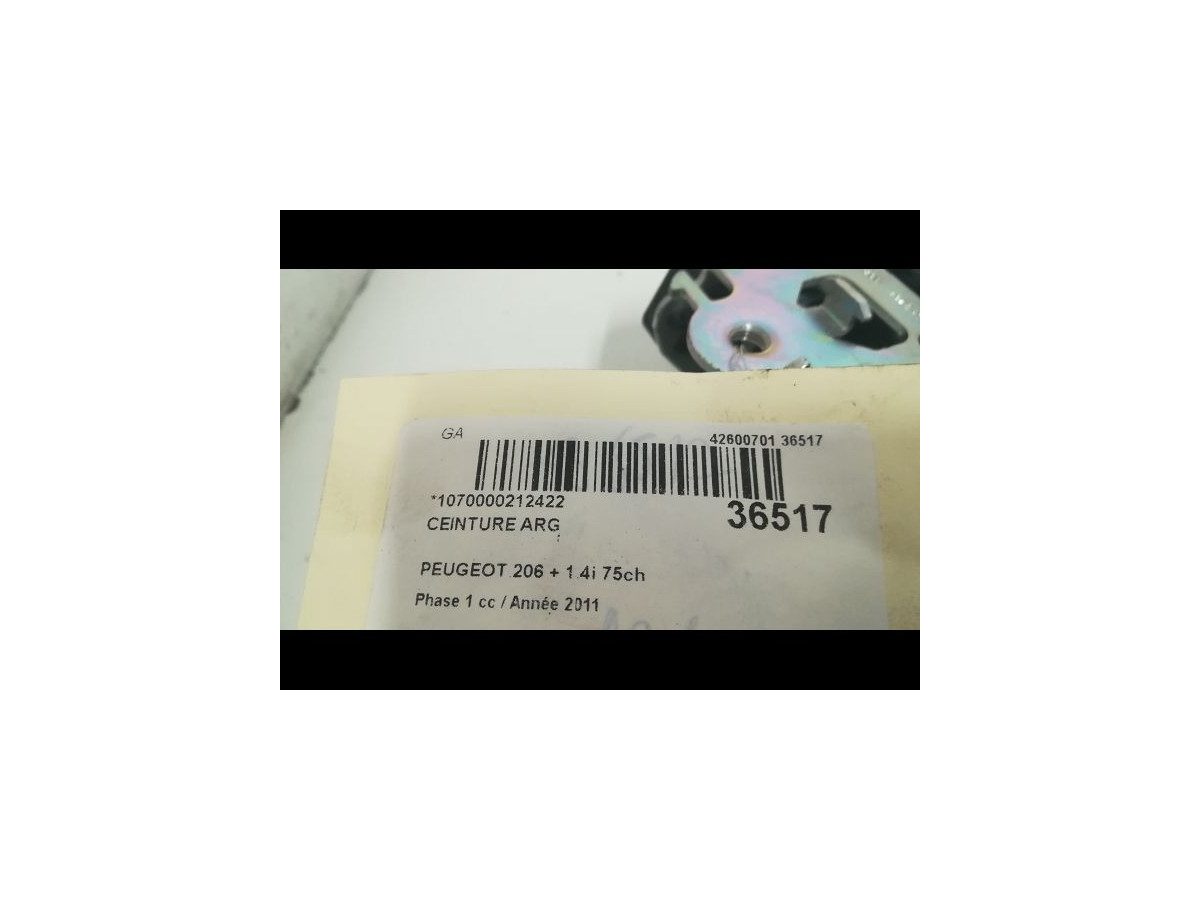 GA
42600701 36517
*1070000212422
36517
CEINTURE ARG
PEUGEOT 206 + 1.4i 75ch
Phase 1 cc / Année 2011